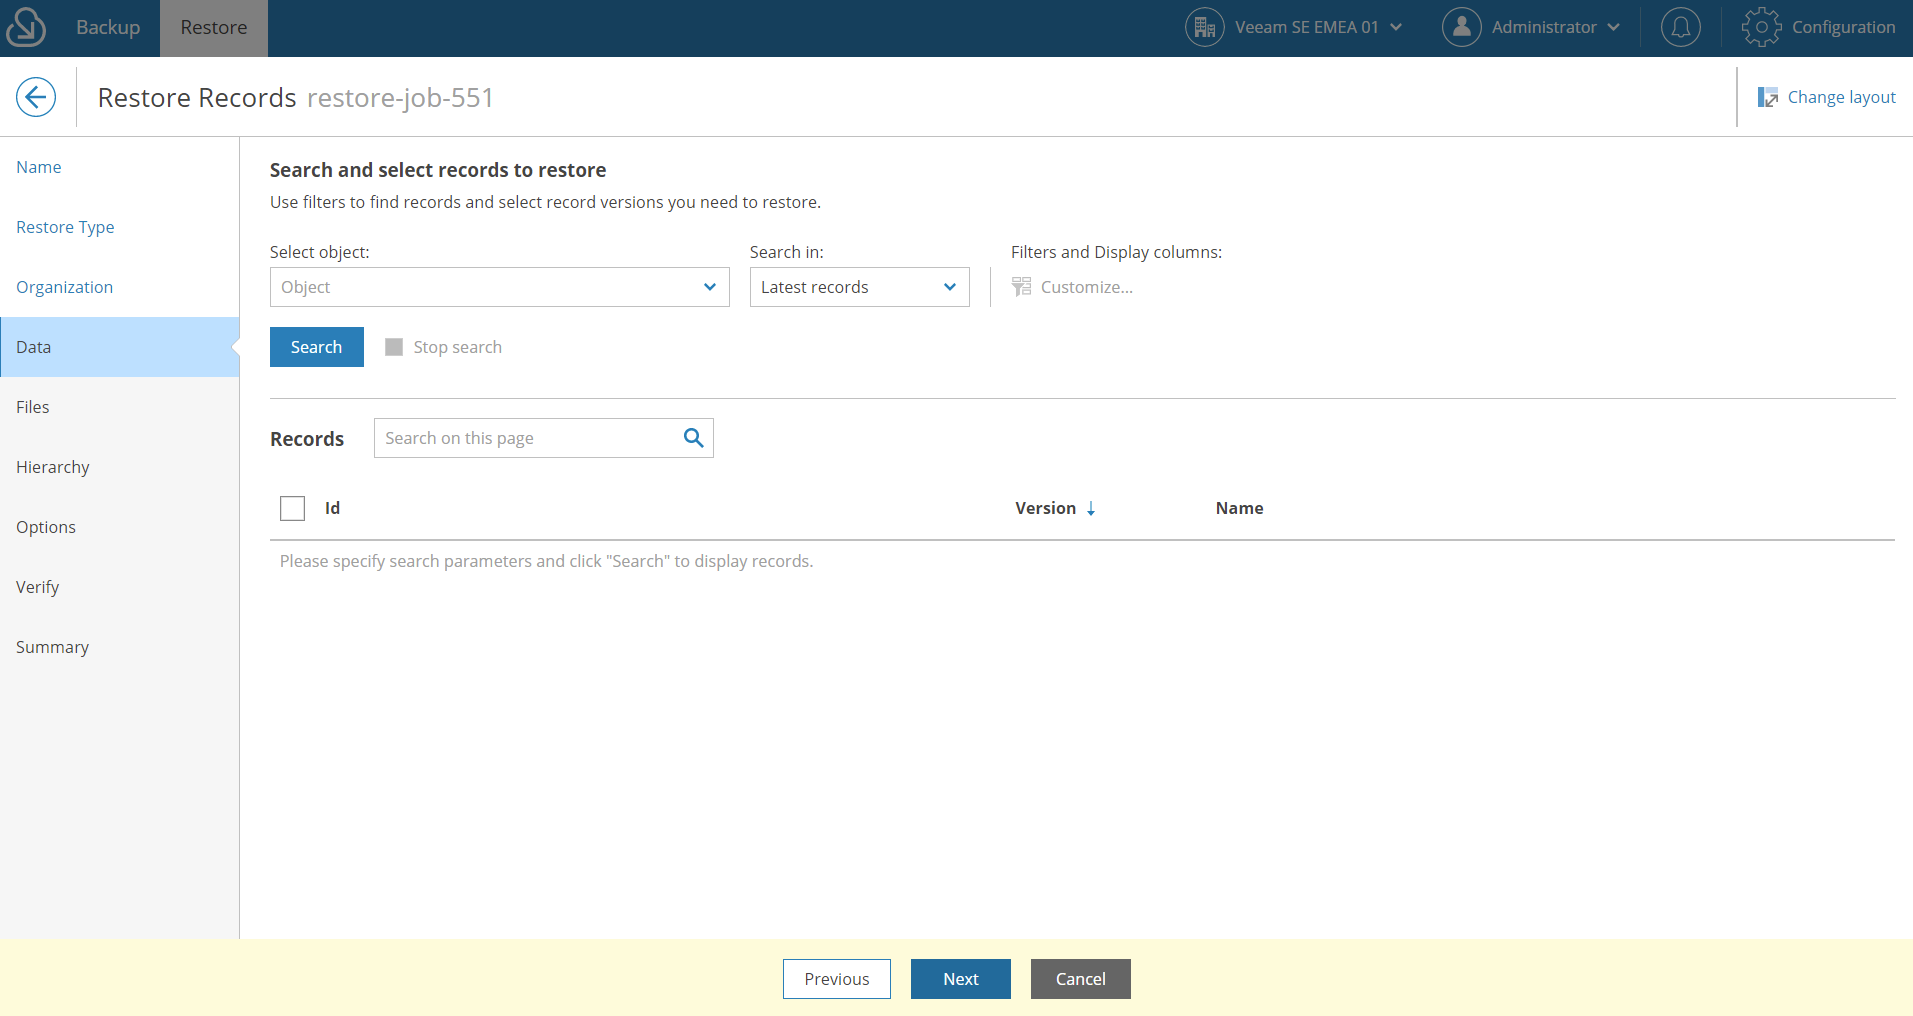 Backup Restore Veeam SE EMEA 01 Administrator Configuration
Restore Records restore-job-551 Change layout
Name
Restore Type
Organization
Data
Files
Hierarchy
Options
Verify
Summary
Search and select records to restore
Use filters to find records and select record versions you need to restore.
Select object: Search in: Filters and Display columns:
Object Latest records Customize...
Search Stop search
Records Search on this page
Id Version Name
Please specify search parameters and click "Search" to display records.
Previous Next Cancel